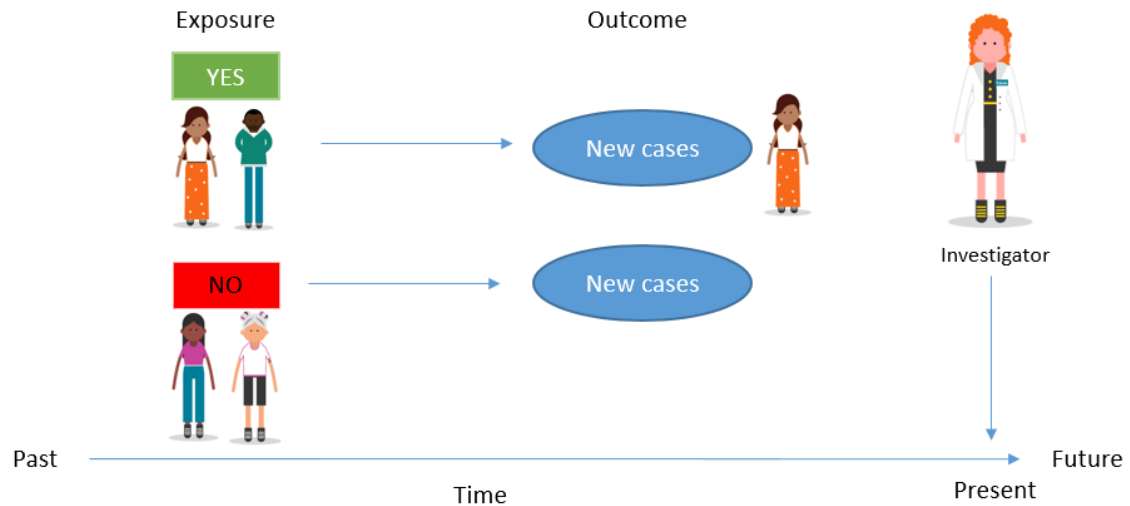 Exposure
Outcome
YES
New cases
Investigator
NO
New cases
Past
Future
Time
Present